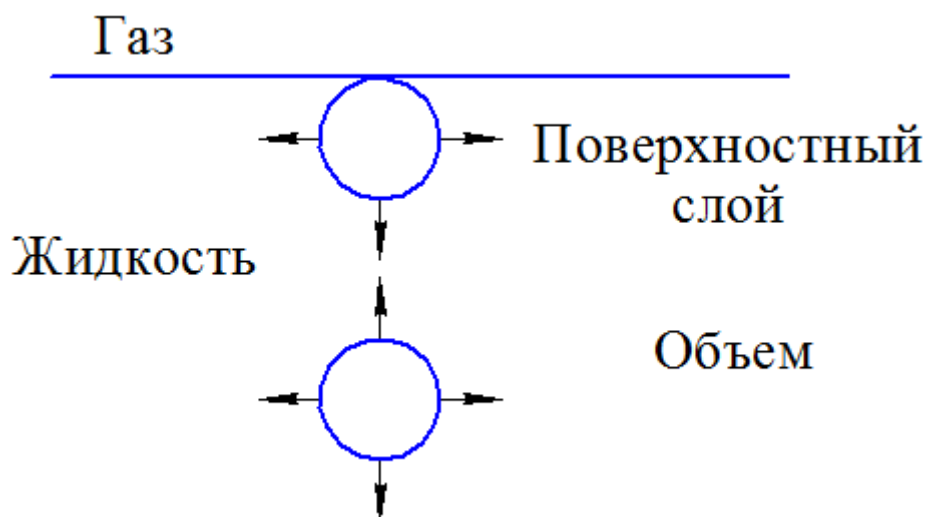 Газ
Поверхностный
слой
Жидкость
Объем